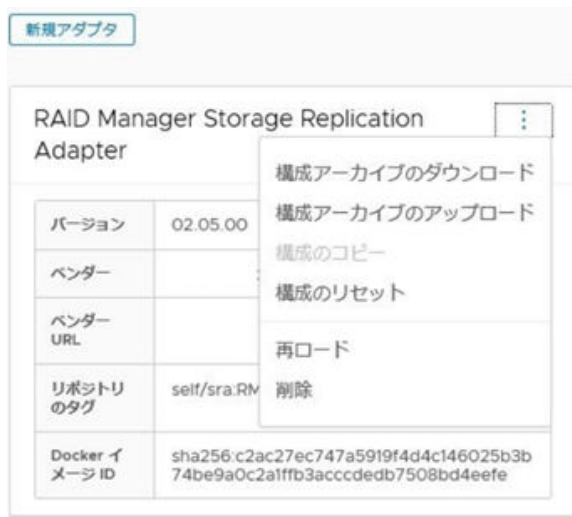 新規アダプタ
RAID Manager Storage Replication
Adapter
構成アーカイブのダウンロード
構成アーカイブのアップロード
構成のコピー
構成のリセット
再ロード
削除
バージョン
02.05.00
ベンダー
ベンダー
URL
リポジトリ
のタグ
self/sra:RM
Docker イ
メージ ID
sha256:c2ac27ec747a5919f4d4c146025b3b
74be9a0c2a1ffb3acccdedb7508bd4eefe